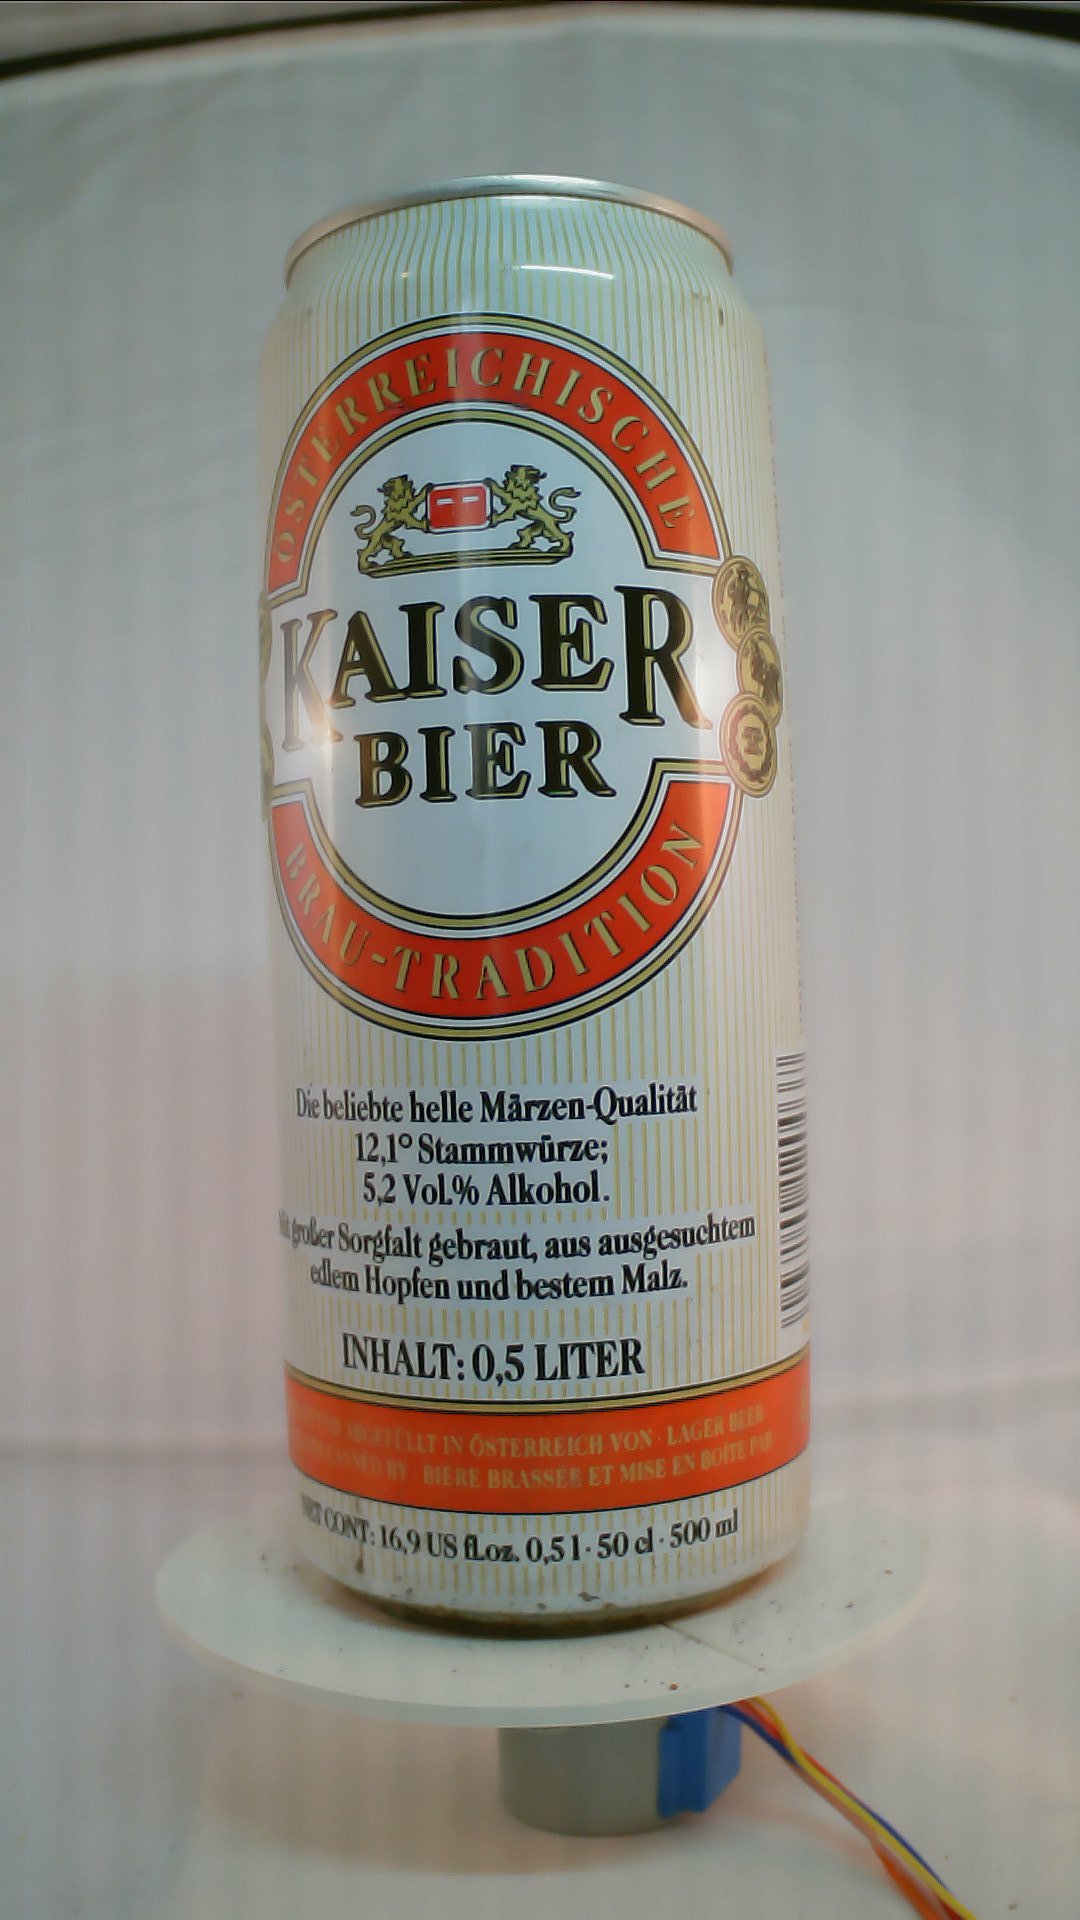 ÖSTERREICHISCHE
KAISER
BIER
BRAU-TRADITION
Die beliebte helle Märzen-Qualität
12,1° Stammwürze;
5,2 Vol.% Alkohol.
Mit großer Sorgfalt gebraut, aus ausgesuchtem
edlem Hopfen und bestem Malz.
INHALT: 0,5 LITER
ABGEFÜLLT IN ÖSTERREICH VON · LAGER BEER
CANNED BY · BIÈRE BRASSÉE ET MISE EN BOÎTE PAR
CONT: 16,9 US fl.oz. 0,5 l · 50 cl · 500 ml